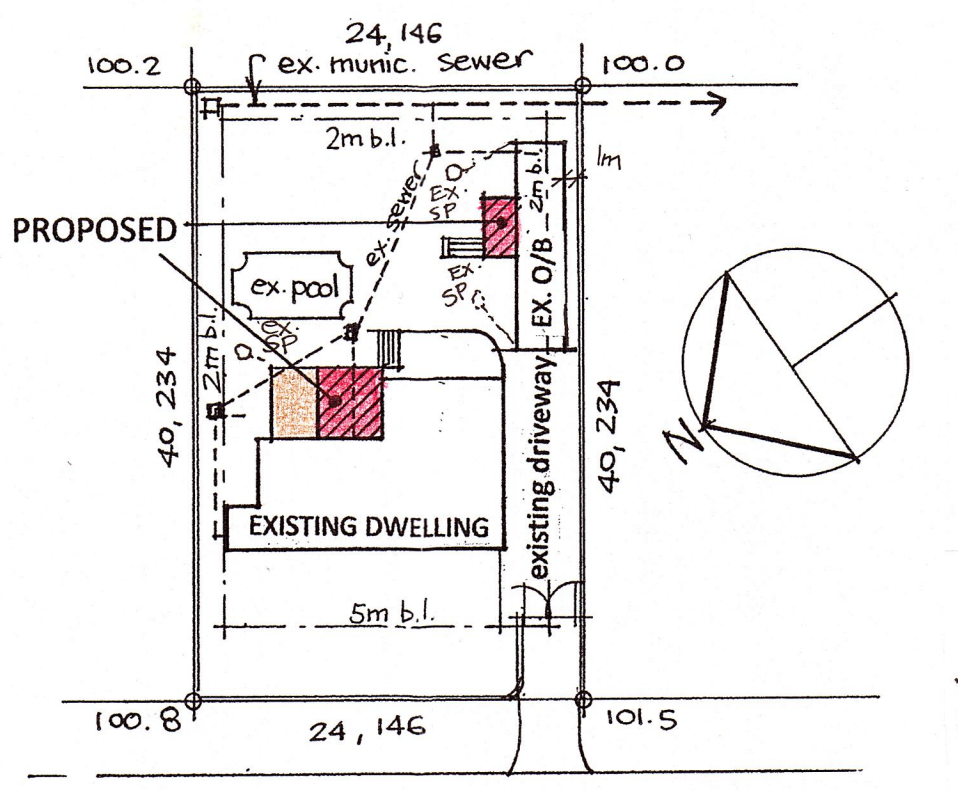 24,146
100.2
ex. munic. sewer
100.0
2m b.l.
1m
2m b.l.
EX.
SP
ex. sewer
PROPOSED
EX. O/B
EX.
SP
ex. pool
ex.
SP
2m b.l.
40,234
40,234
N
existing driveway
EXISTING DWELLING
5m b.l.
100.8
24,146
101.5